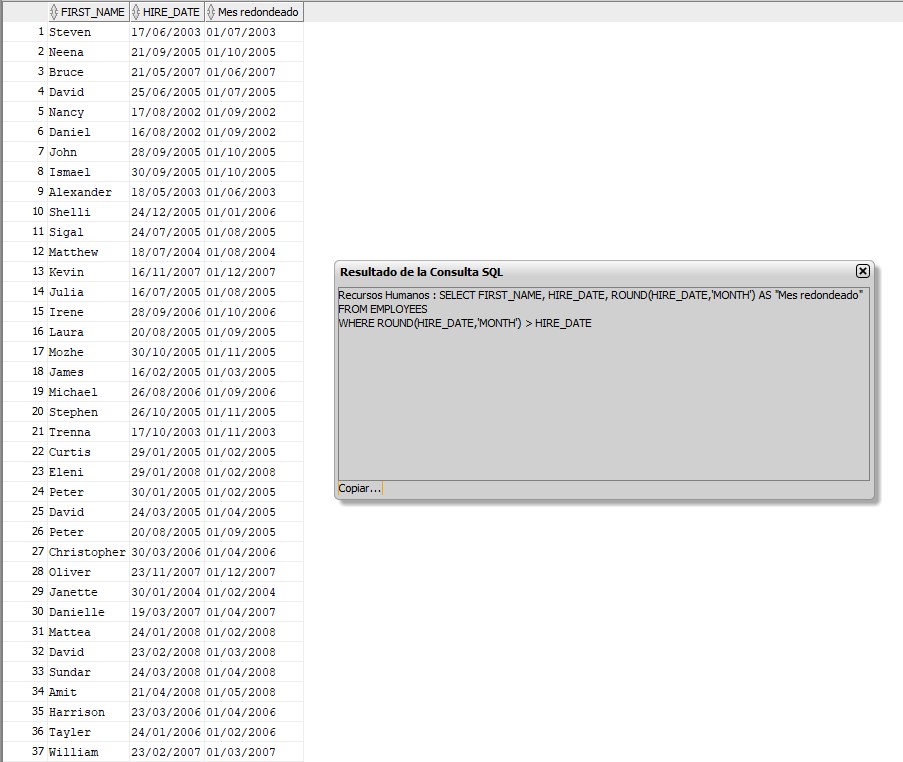 FIRST_NAME HIRE_DATE Mes redondeado
1 Steven 17/06/2003 01/07/2003
2 Neena 21/09/2005 01/10/2005
3 Bruce 21/05/2007 01/06/2007
4 David 25/06/2005 01/07/2005
5 Nancy 17/08/2002 01/09/2002
6 Daniel 16/08/2002 01/09/2002
7 John 28/09/2005 01/10/2005
8 Ismael 30/09/2005 01/10/2005
9 Alexander 18/05/2003 01/06/2003
10 Shelli 24/12/2005 01/01/2006
11 Sigal 24/07/2005 01/08/2005
12 Matthew 18/07/2004 01/08/2004
13 Kevin 16/11/2007 01/12/2007
14 Julia 16/07/2005 01/08/2005
15 Irene 28/09/2006 01/10/2006
16 Laura 20/08/2005 01/09/2005
17 Mozhe 30/10/2005 01/11/2005
18 James 16/02/2005 01/03/2005
19 Michael 26/08/2006 01/09/2006
20 Stephen 26/10/2005 01/11/2005
21 Trenna 17/10/2003 01/11/2003
22 Curtis 29/01/2005 01/02/2005
23 Eleni 29/01/2008 01/02/2008
24 Peter 30/01/2005 01/02/2005
25 David 24/03/2005 01/04/2005
26 Peter 20/08/2005 01/09/2005
27 Christopher 30/03/2006 01/04/2006
28 Oliver 23/11/2007 01/12/2007
29 Janette 30/01/2004 01/02/2004
30 Danielle 19/03/2007 01/04/2007
31 Mattea 24/01/2008 01/02/2008
32 David 23/02/2008 01/03/2008
33 Sundar 24/03/2008 01/04/2008
34 Amit 21/04/2008 01/05/2008
35 Harrison 23/03/2006 01/04/2006
36 Tayler 24/01/2006 01/02/2006
37 William 23/02/2007 01/03/2007
Resultado de la Consulta SQL
Recursos Humanos : SELECT FIRST_NAME, HIRE_DATE, ROUND(HIRE_DATE,'MONTH') AS "Mes redondeado"
FROM EMPLOYEES
WHERE ROUND(HIRE_DATE,'MONTH') > HIRE_DATE
Copiar...